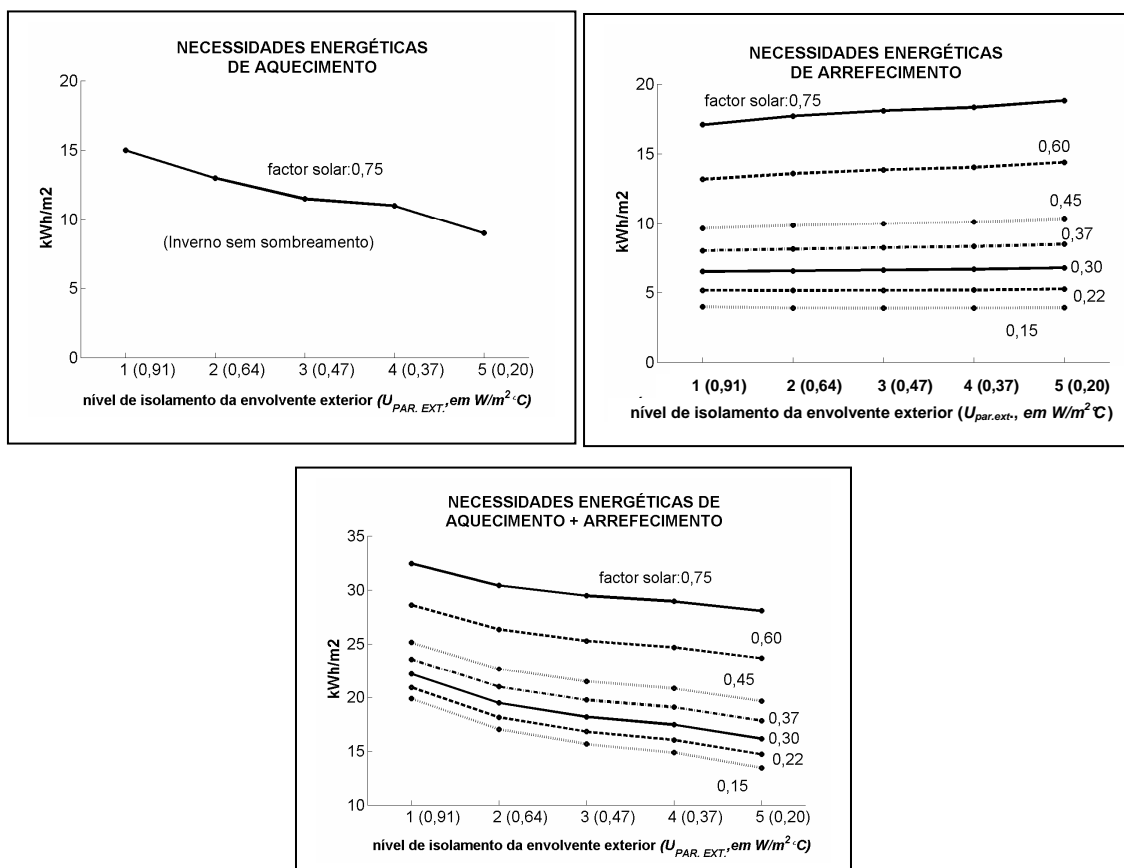 NECESSIDADES ENERGÉTICAS
DE AQUECIMENTO
20
15
10
5
0
kWh/m2
factor solar:0,75
(Inverno sem sombreamento)
1 (0,91) 2 (0,64) 3 (0,47) 4 (0,37) 5 (0,20)
nível de isolamento da envolvente exterior (U PAR. EXT., em W/m² °C)
NECESSIDADES ENERGÉTICAS
DE ARREFECIMENTO
20
15
10
5
0
kWh/m2
factor solar:0,75
0,60
0,45
0,37
0,30
0,22
0,15
1 (0,91) 2 (0,64) 3 (0,47) 4 (0,37) 5 (0,20)
nível de isolamento da envolvente exterior (Upar.ext., em W/m² °C)
NECESSIDADES ENERGÉTICAS DE
AQUECIMENTO + ARREFECIMENTO
35
30
25
20
15
10
kWh/m2
factor solar:0,75
0,60
0,45
0,37
0,30
0,22
0,15
1 (0,91) 2 (0,64) 3 (0,47) 4 (0,37) 5 (0,20)
nível de isolamento da envolvente exterior (U PAR. EXT., em W/m² °C)